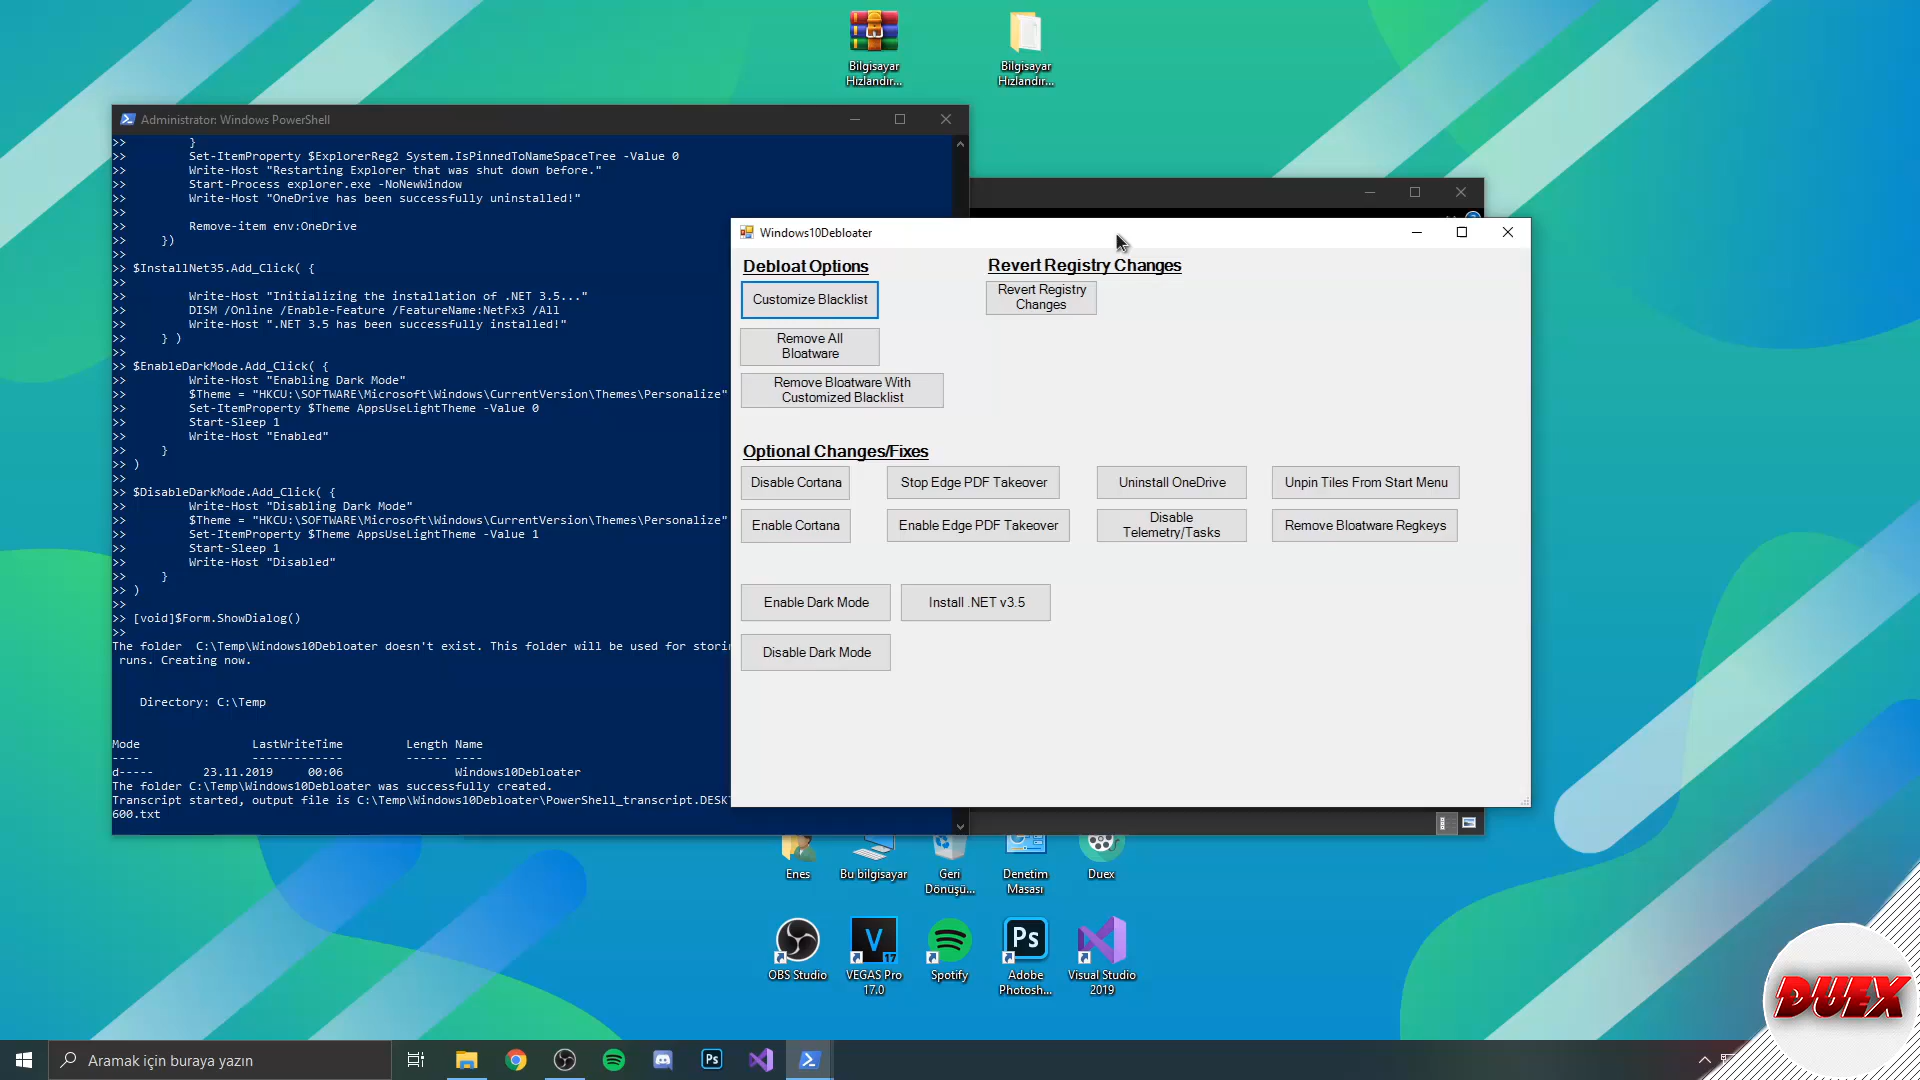 Bilgisayar
Hızlandır...
Bilgisayar
Hızlandır...
Administrator: Windows PowerShell
>>         }
>>         Set-ItemProperty $ExplorerReg2 System.IsPinnedToNameSpaceTree -Value 0
>>         Write-Host "Restarting Explorer that was shut down before."
>>         Start-Process explorer.exe -NoNewWindow
>>         Write-Host "OneDrive has been successfully uninstalled!"
>>
>>         Remove-item env:OneDrive
>>     })
>>
>> $InstallNet35.Add_Click( {
>>
>>         Write-Host "Initializing the installation of .NET 3.5..."
>>         DISM /Online /Enable-Feature /FeatureName:NetFx3 /All
>>         Write-Host ".NET 3.5 has been successfully installed!"
>>     } )
>>
>> $EnableDarkMode.Add_Click( {
>>         Write-Host "Enabling Dark Mode"
>>         $Theme = "HKCU:\SOFTWARE\Microsoft\Windows\CurrentVersion\Themes\Personalize"
>>         Set-ItemProperty $Theme AppsUseLightTheme -Value 0
>>         Start-Sleep 1
>>         Write-Host "Enabled"
>>     }
>> )
>>
>> $DisableDarkMode.Add_Click( {
>>         Write-Host "Disabling Dark Mode"
>>         $Theme = "HKCU:\SOFTWARE\Microsoft\Windows\CurrentVersion\Themes\Personalize"
>>         Set-ItemProperty $Theme AppsUseLightTheme -Value 1
>>         Start-Sleep 1
>>         Write-Host "Disabled"
>>     }
>> )
>>
>> [void]$Form.ShowDialog()
>>
The folder  C:\Temp\Windows10Debloater doesn't exist. This folder will be used for storin
 runs. Creating now.
    Directory: C:\Temp
Mode                LastWriteTime         Length Name
----                -------------         ------ ----
d-----       23.11.2019     00:06                Windows10Debloater
The folder C:\Temp\Windows10Debloater was successfully created.
Transcript started, output file is C:\Temp\Windows10Debloater\PowerShell_transcript.DESKT
600.txt
Windows10Debloater
Debloat Options
Revert Registry Changes
Customize Blacklist
Revert Registry
Changes
Remove All
Bloatware
Remove Bloatware With
Customized Blacklist
Optional Changes/Fixes
Disable Cortana
Stop Edge PDF Takeover
Uninstall OneDrive
Unpin Tiles From Start Menu
Enable Cortana
Enable Edge PDF Takeover
Disable
Telemetry/Tasks
Remove Bloatware Regkeys
Enable Dark Mode
Install .NET v3.5
Disable Dark Mode
Enes
Bu bilgisayar
Geri
Dönüşü...
Denetim
Masası
Duex
OBS Studio
VEGAS Pro
17.0
Spotify
Adobe
Photosh...
Visual Studio
2019
V
17
Ps
DUEX
Aramak için buraya yazın
Ps